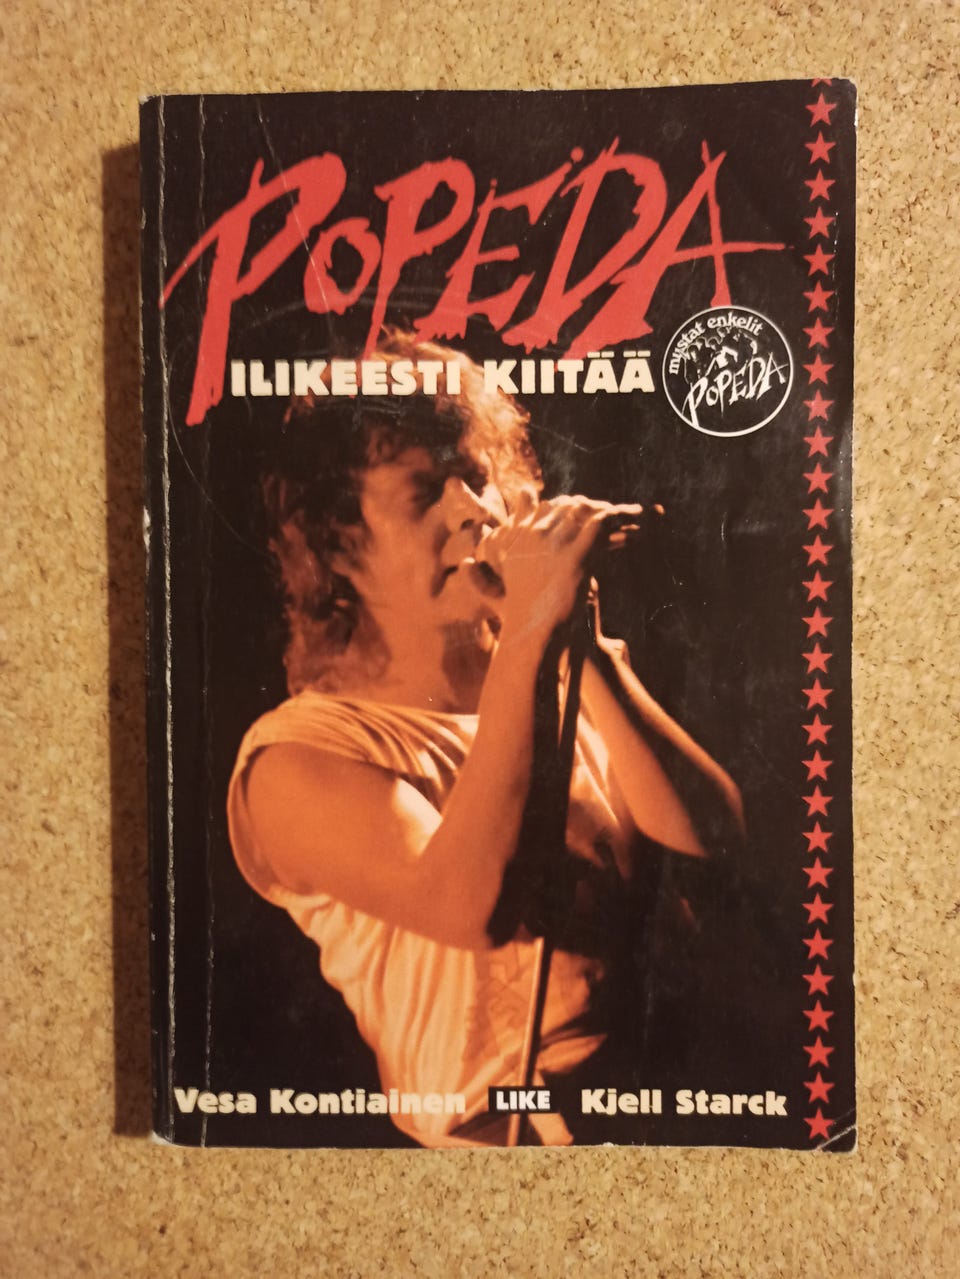 POPEDA
ILIKEESTI KIITÄÄ
mustat enkelit
POPEDA
Vesa Kontiainen LIKE Kjell Starck